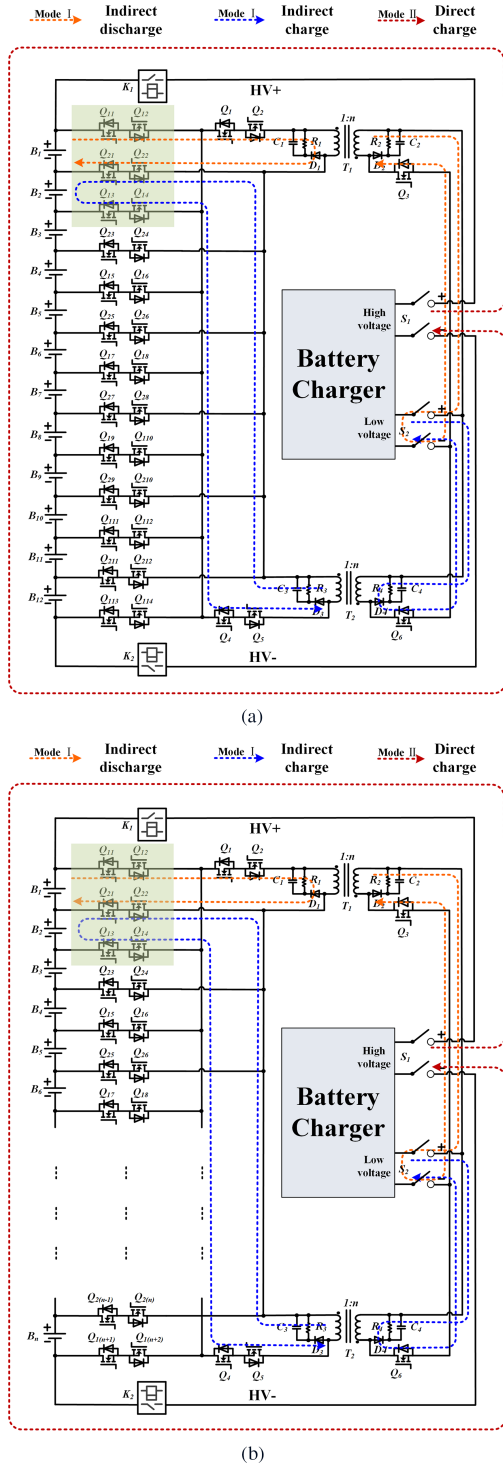 Mode Ⅰ Indirect discharge Mode Ⅰ Indirect charge Mode Ⅱ Direct charge
K1 HV+
Q11 Q12 Q1 Q2 1:n
C1 R1 R2 C2
B1 D1 T1 D2
Q21 Q22 Q3
B2
Q13 Q14
B3
Q23 Q24
B4
Q15 Q16
B5 High voltage S1 +
Q25 Q26
B6 Battery Charger
Q17 Q18
B7
Q27 Q28
B8 Low voltage S2 +
Q19 Q110
B9
Q29 Q210
B10
Q111 Q112
B11
Q211 Q212 1:n
B12 C3 R3 C4
Q113 Q114 T2
Q4 Q5 Q6
K2 HV-
(a)
Mode Ⅰ Indirect discharge Mode Ⅰ Indirect charge Mode Ⅱ Direct charge
K1 HV+
Q11 Q12 Q1 Q2 1:n
C1 R1 R2 C2
B1 D1 T1 D2
Q21 Q22 Q3
B2
Q13 Q14
B3
Q23 Q24
B4
Q15 Q16
B5 High voltage S1 +
Q25 Q26
B6 Battery Charger
Q17 Q18
Low voltage S2 +
Q2(n-1) Q2(n) 1:n
Bn C3 R3 C4
Q1(n+1) Q1(n+2) T2
Q4 Q5 Q6
K2 HV-
(b)